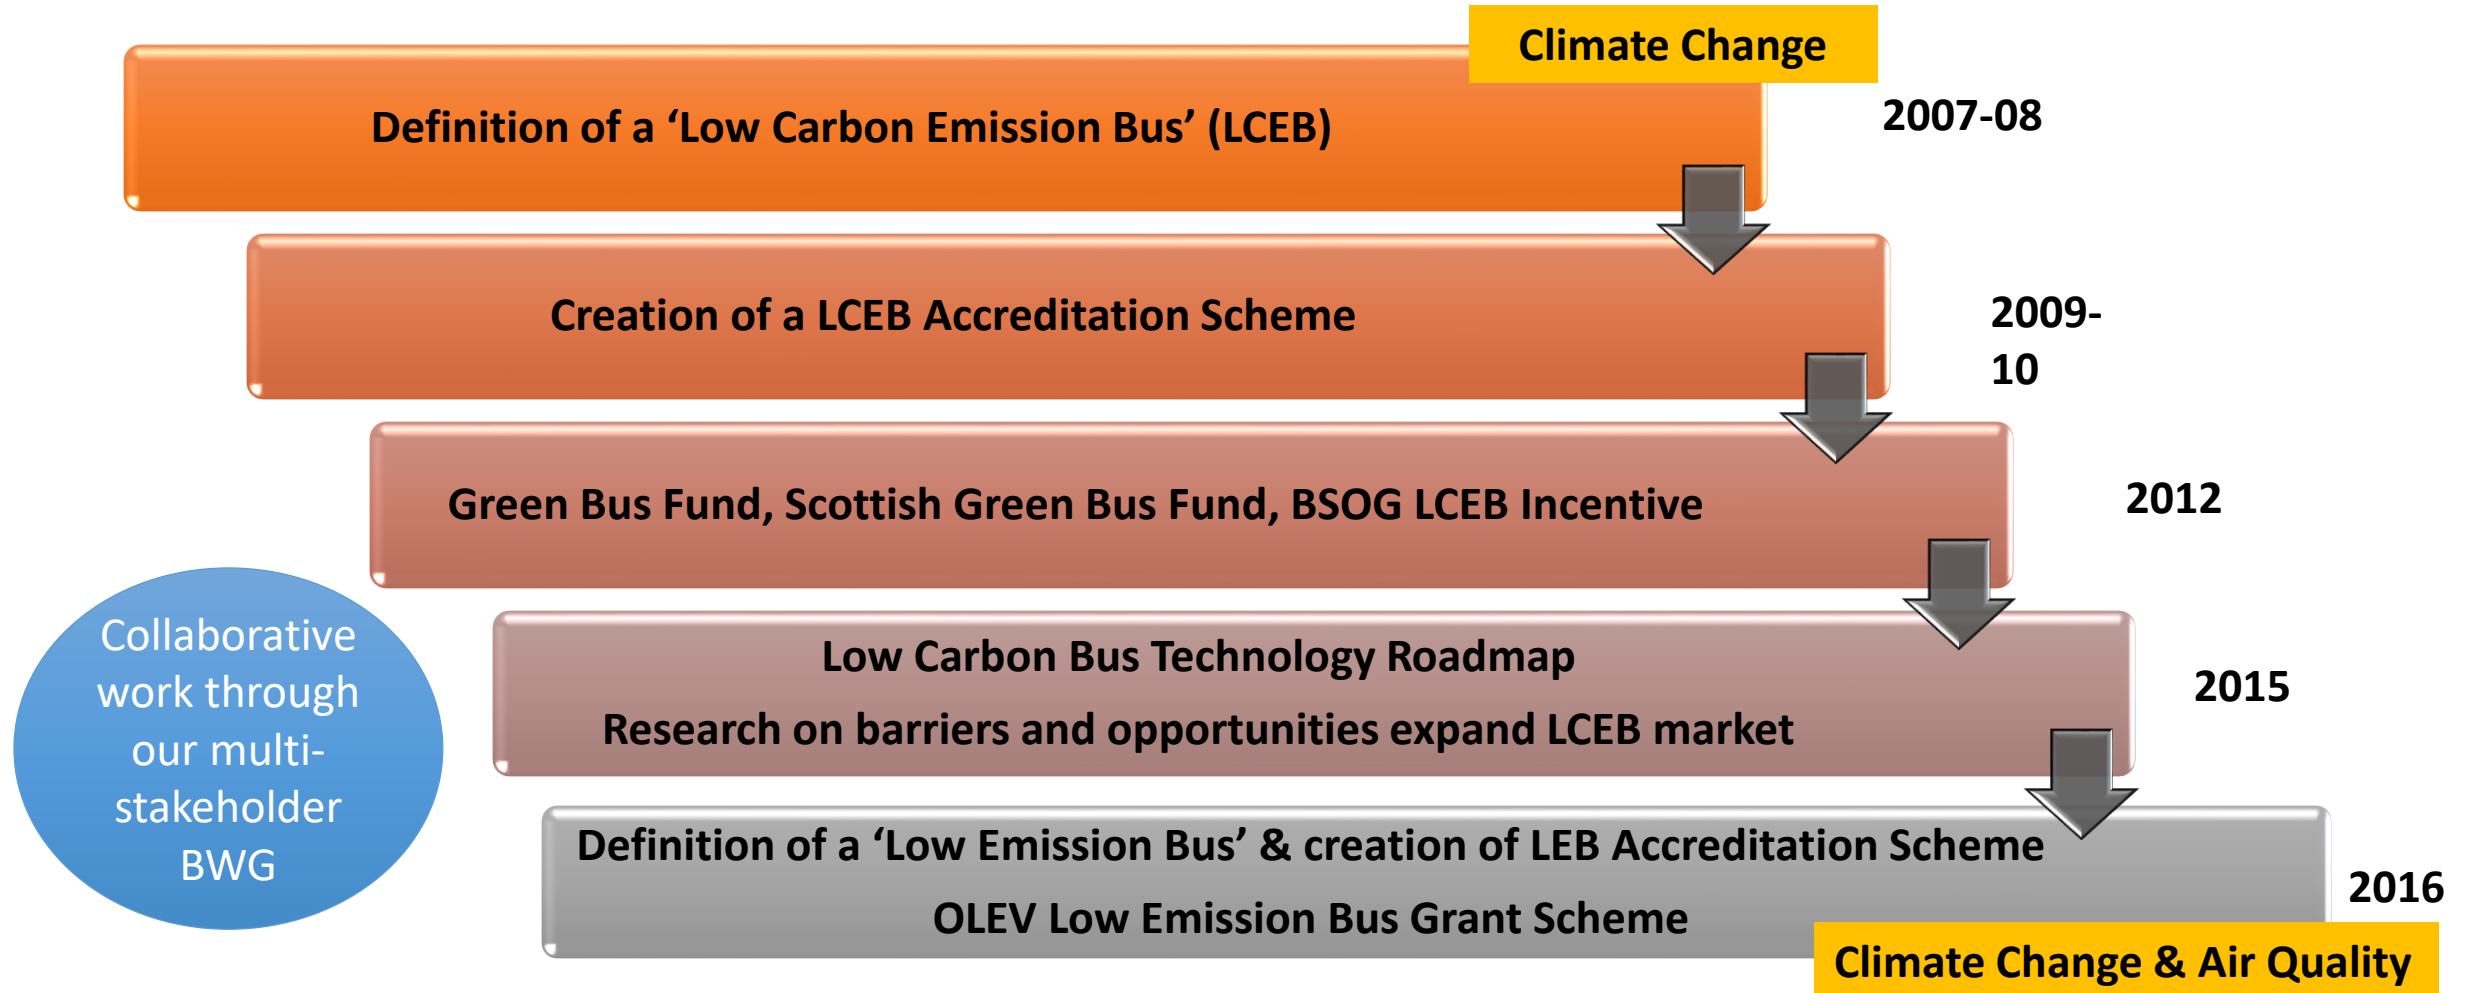 Climate Change
Definition of a ‘Low Carbon Emission Bus’ (LCEB)
2007-08
Creation of a LCEB Accreditation Scheme
2009-
10
Green Bus Fund, Scottish Green Bus Fund, BSOG LCEB Incentive
2012
Collaborative
work through
our multi-
stakeholder
BWG
Low Carbon Bus Technology Roadmap
Research on barriers and opportunities expand LCEB market
2015
Definition of a ‘Low Emission Bus’ & creation of LEB Accreditation Scheme
OLEV Low Emission Bus Grant Scheme
2016
Climate Change & Air Quality